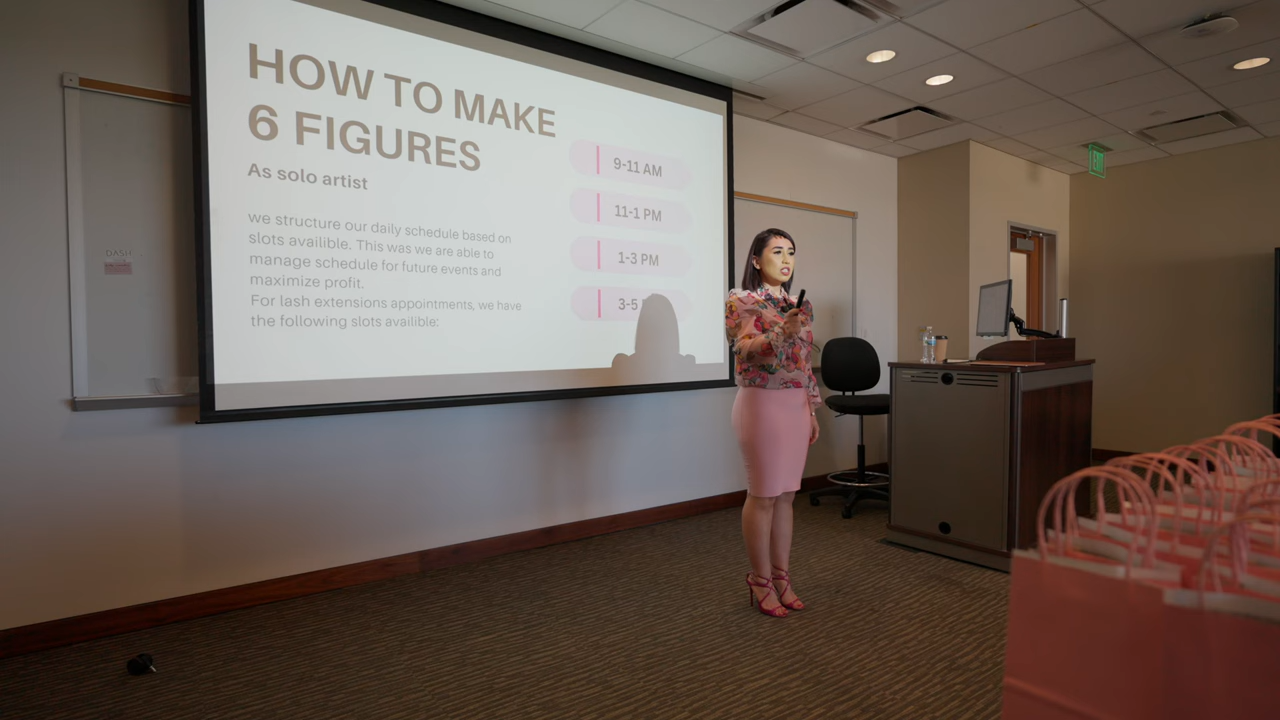 HOW TO MAKE
6 FIGURES
As solo artist
we structure our daily schedule based on
slots availible. This was we are able to
manage schedule for future events and
maximize profit.
For lash extensions appointments, we have
the following slots availible:
9-11 AM
11-1 PM
1-3 PM
3-5
DASH
EXIT